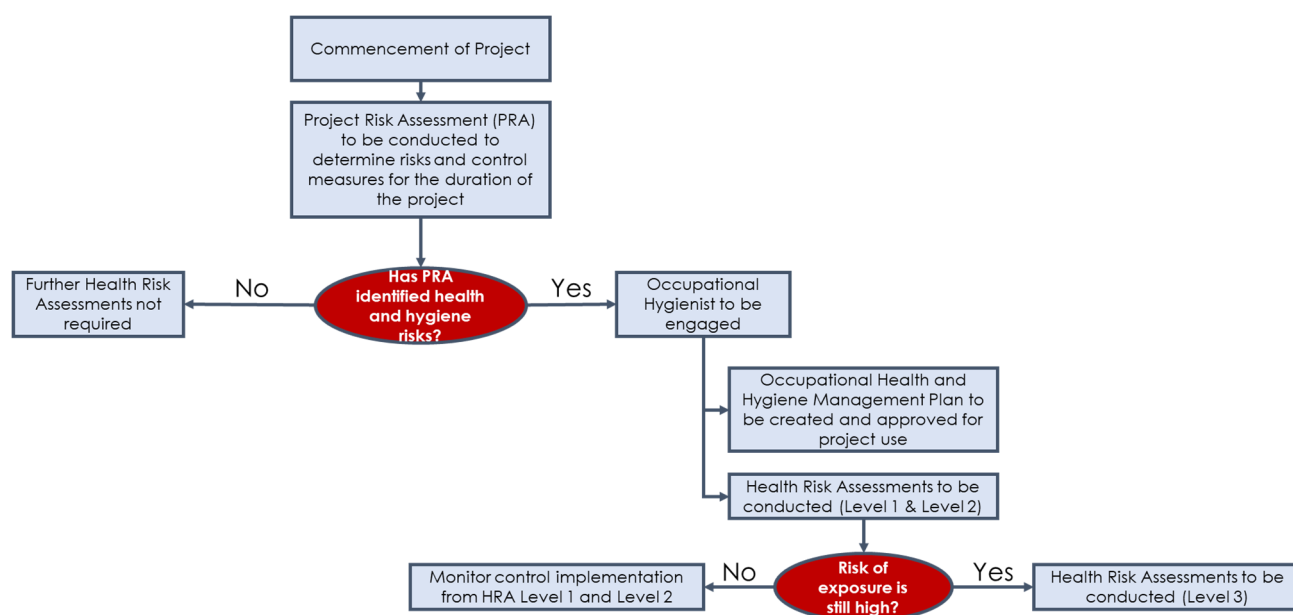 Commencement of Project
Project Risk Assessment (PRA)
to be conducted to
determine risks and control
measures for the duration of
the project
Has PRA
identified health
and hygiene
risks?
No
Further Health Risk
Assessments not
required
Yes
Occupational
Hygienist to be
engaged
Occupational Health and
Hygiene Management Plan to
be created and approved for
project use
Health Risk Assessments to be
conducted (Level 1 & Level 2)
Risk of
exposure is
still high?
No
Monitor control implementation
from HRA Level 1 and Level 2
Yes
Health Risk Assessments to be
conducted (Level 3)